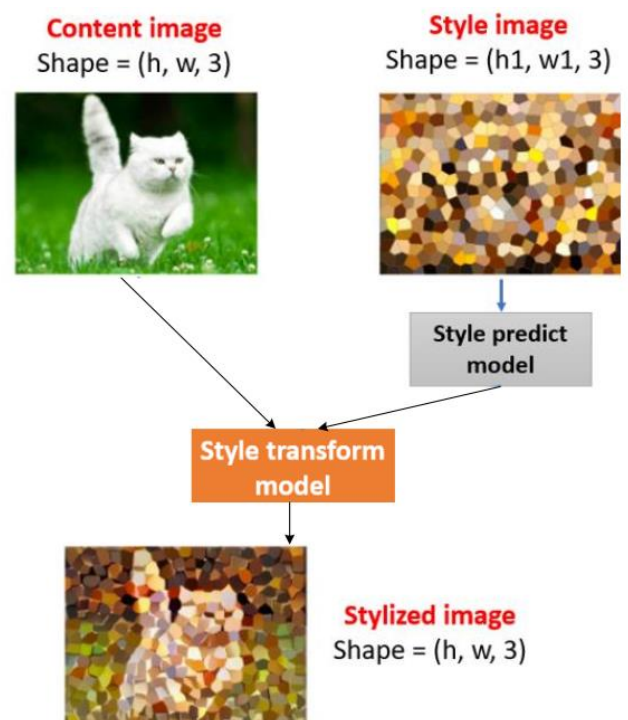 Content image
Shape = (h, w, 3)
Style image
Shape = (h1, w1, 3)
Style predict
model
Style transform
model
Stylized image
Shape = (h, w, 3)